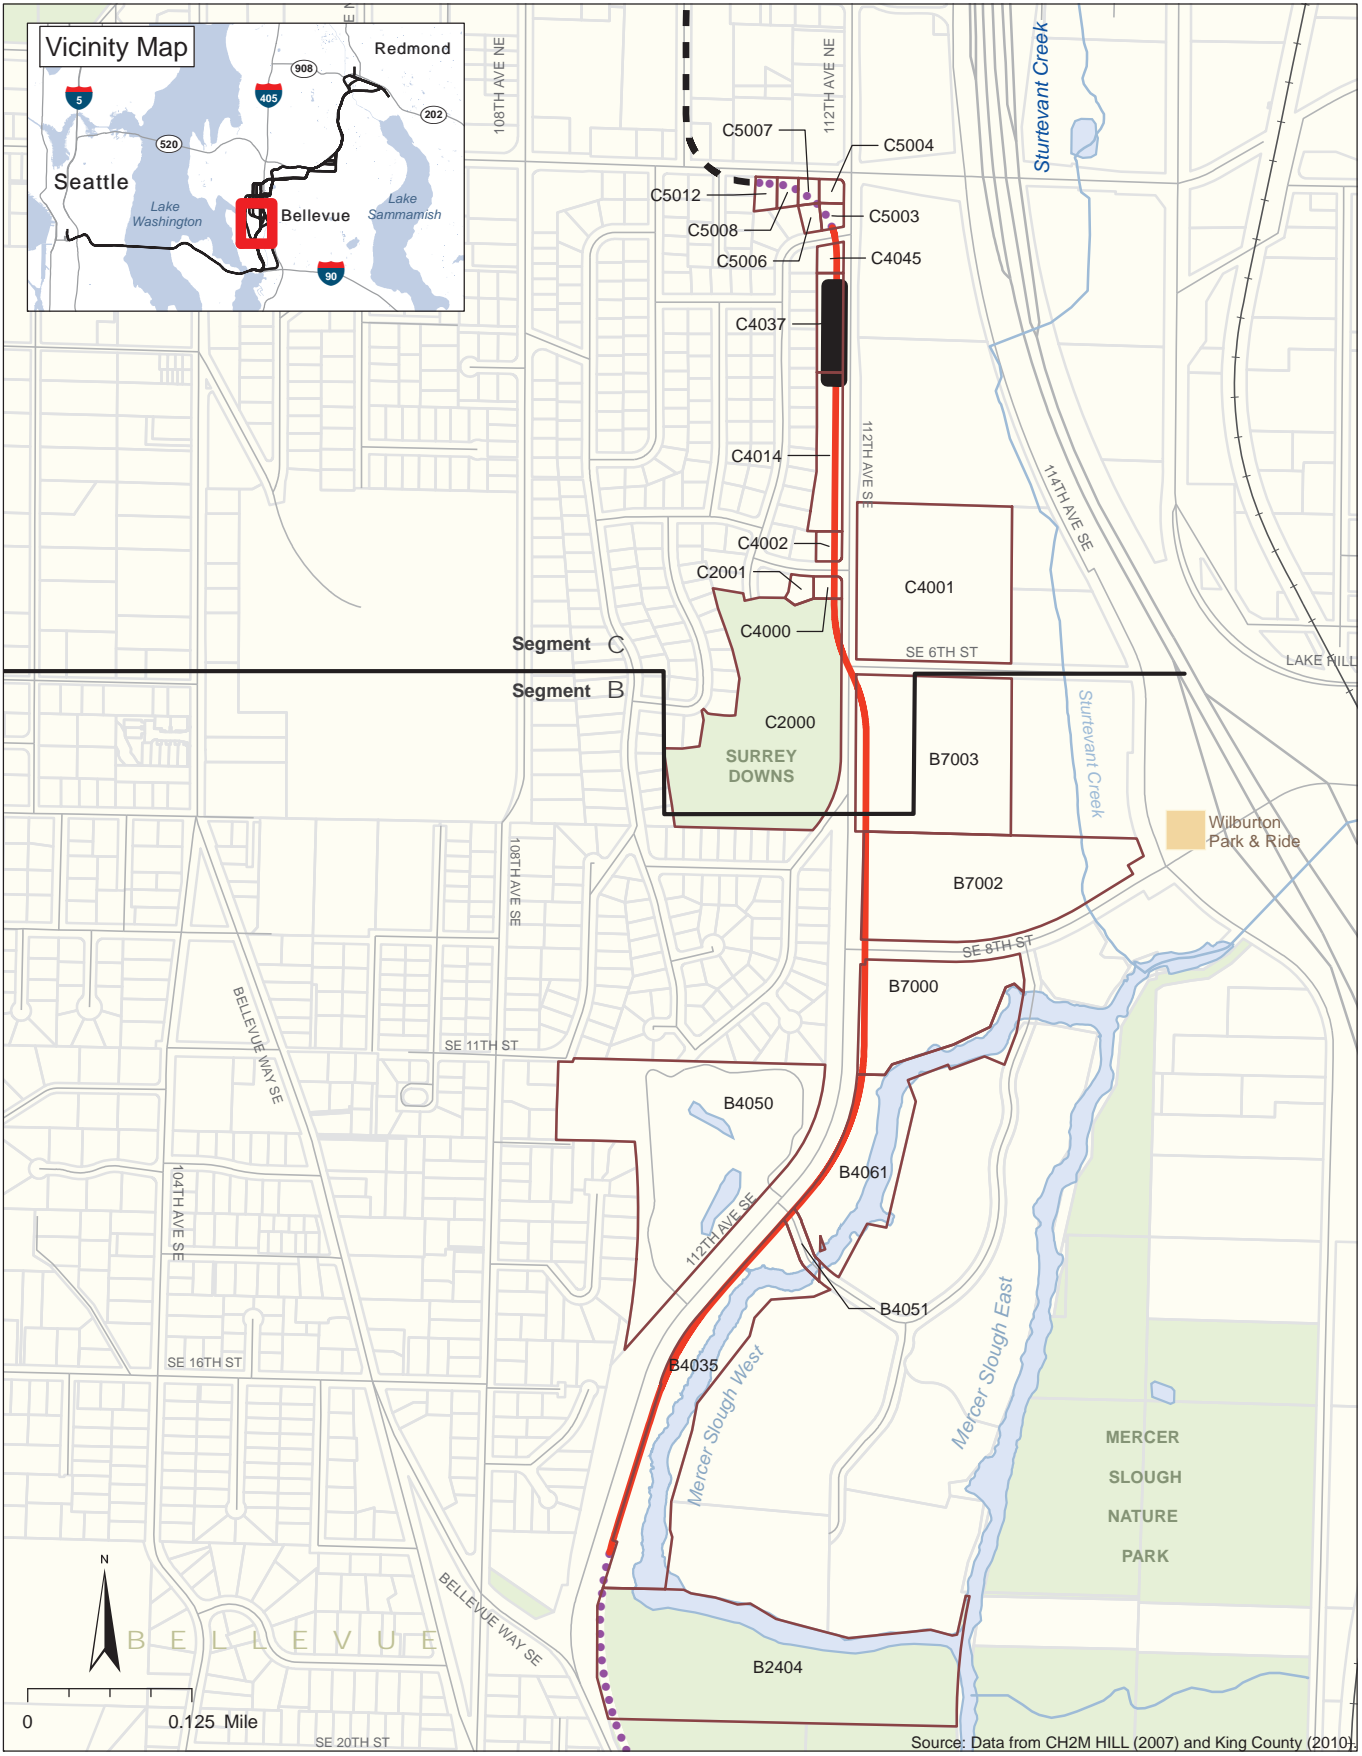 Vicinity Map
Redmond
908
5
405
202
520
Seattle
Lake
Washington
Bellevue
Lake
Sammamish
90
108TH AVE NE
112TH AVE NE
Sturtevant Creek
C5007
C5004
C5012
C5008
C5003
C5006
C4045
C4037
C4014
112TH AVE SE
114TH AVE SE
C4002
C2001
C4001
C4000
Segment C
SE 6TH ST
LAKE HILL
Segment B
C2000
SURREY
DOWNS
B7003
Sturtevant Creek
Wilburton
Park & Ride
108TH AVE SE
B7002
SE 8TH ST
B7000
BELLEVUE WAY SE
SE 11TH ST
B4050
B4061
104TH AVE SE
112TH AVE SE
B4051
Mercer Slough East
SE 16TH ST
B4035
Mercer Slough West
MERCER
SLOUGH
NATURE
PARK
N
BELLEVUE
BELLEVUE WAY SE
B2404
0 0.125 Mile
SE 20TH ST
Source: Data from CH2M HILL (2007) and King County (2010).